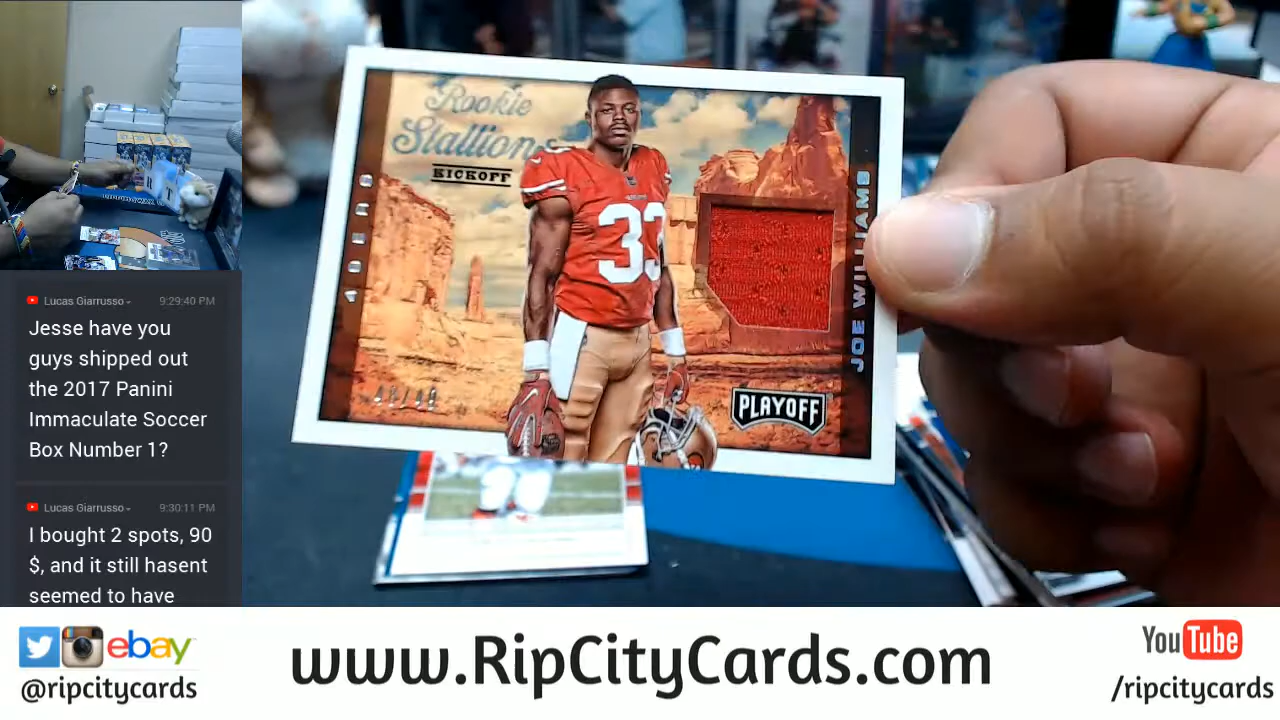 Lucas Giarrusso 9:29:40 PM
Jesse have you
guys shipped out
the 2017 Panini
Immaculate Soccer
Box Number 1?
Lucas Giarrusso 9:30:11 PM
I bought 2 spots, 90
$, and it still hasent
seemed to have
Rookie
Stallions
KICKOFF
33
JOE WILLIAMS
PLAYOFF
ebay
@ripcitycards
www.RipCityCards.com
YouTube
/ripcitycards